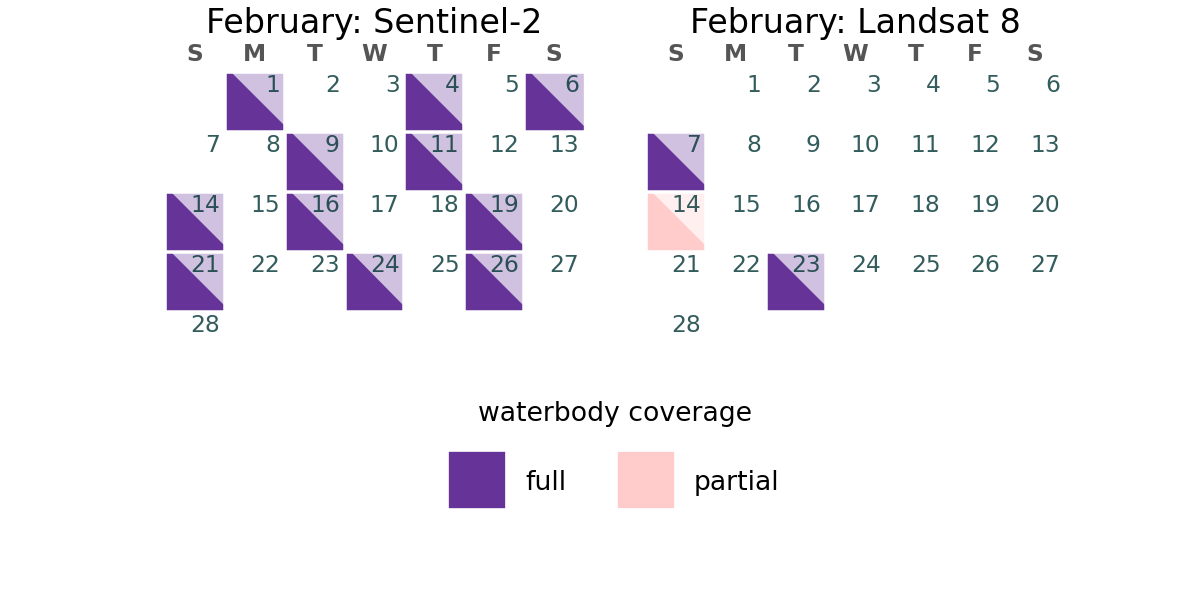 February: Sentinel-2
S M T W T F S
1 2 3 4 5 6
7 8 9 10 11 12 13
14 15 16 17 18 19 20
21 22 23 24 25 26 27
28
February: Landsat 8
S M T W T F S
1 2 3 4 5 6
7 8 9 10 11 12 13
14 15 16 17 18 19 20
21 22 23 24 25 26 27
28
waterbody coverage
full partial